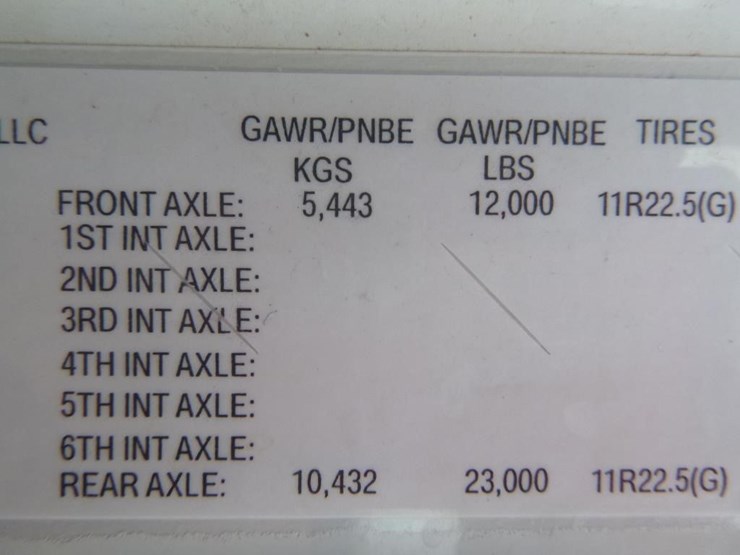 LLC GAWR/PNBE GAWR/PNBE TIRES
KGS LBS
FRONT AXLE: 5,443 12,000 11R22.5(G)
1ST INT AXLE:
2ND INT AXLE:
3RD INT AXLE:
4TH INT AXLE:
5TH INT AXLE:
6TH INT AXLE:
REAR AXLE: 10,432 23,000 11R22.5(G)